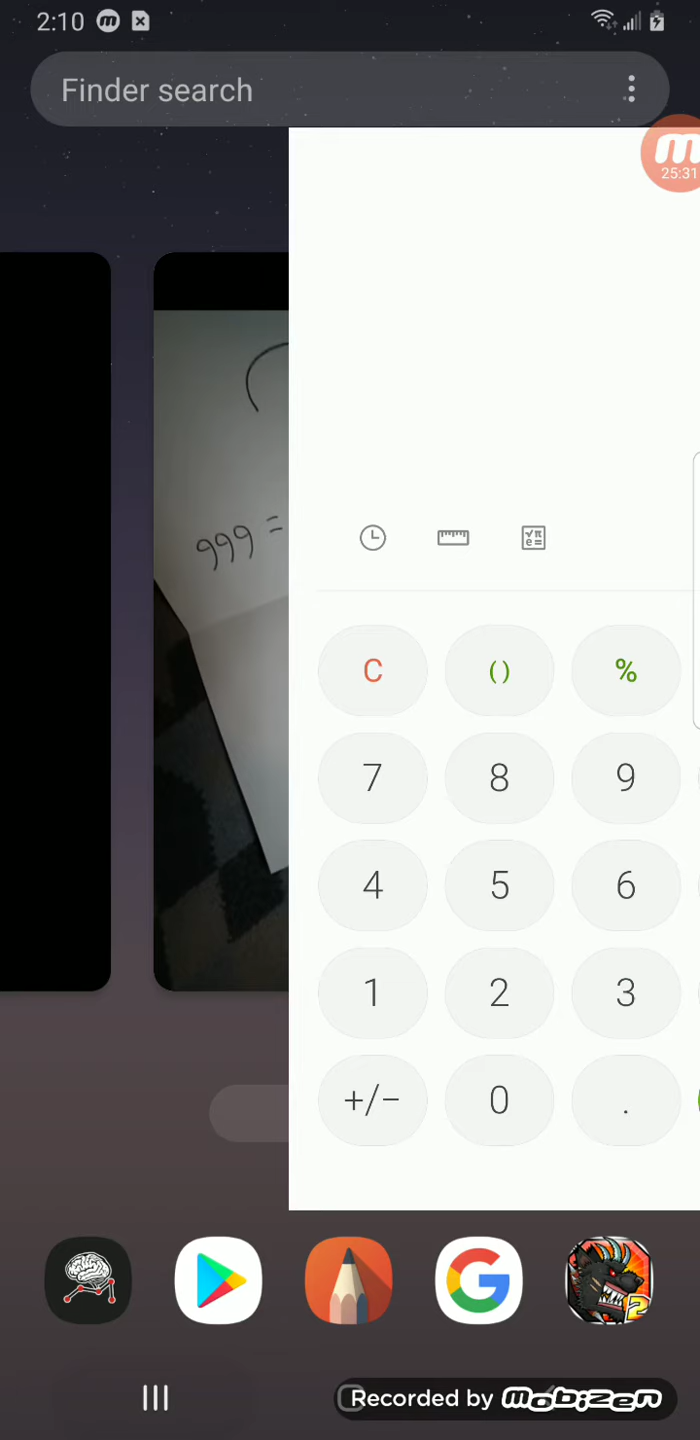 2:10
Finder search
25:31
999 =
C () %
7 8 9
4 5 6
1 2 3
+/− 0 .
2
Recorded by mobizen